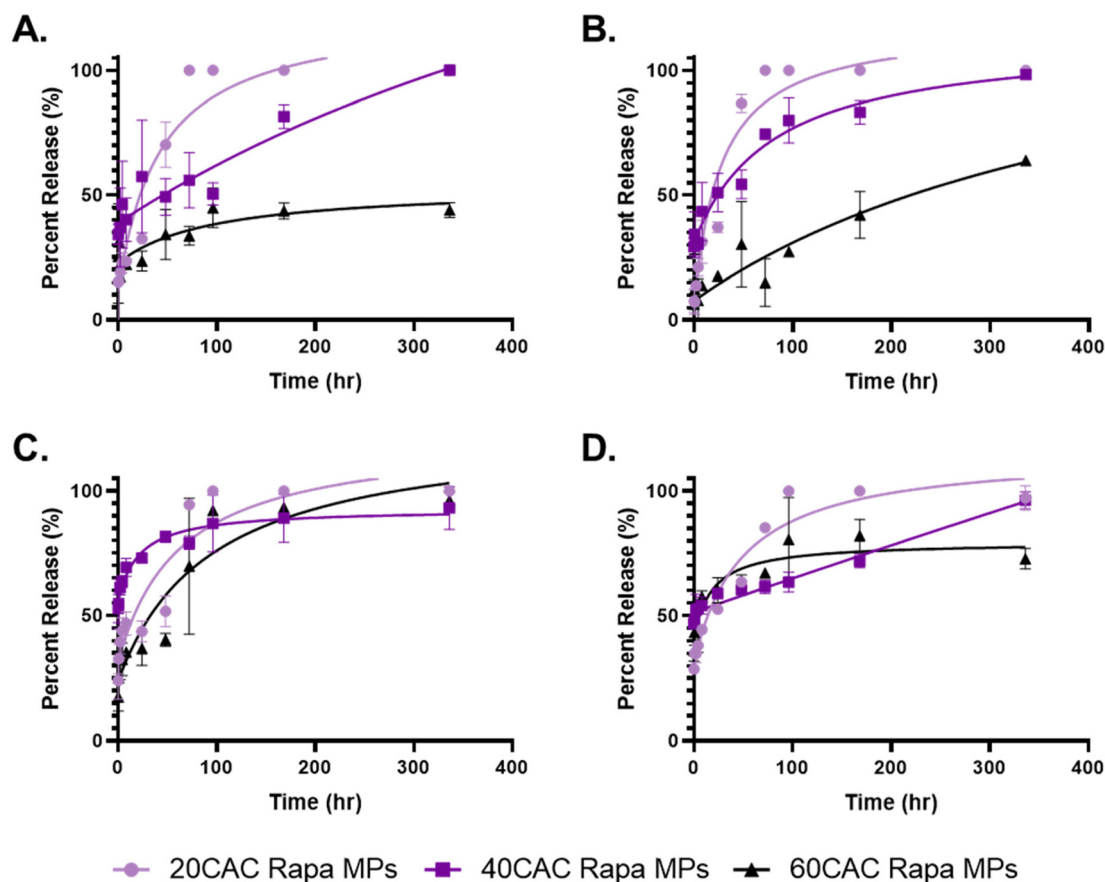 A.
B.
Percent Release (%)
100
50
0
0 100 200 300 400
Time (hr)
Percent Release (%)
100
50
0
0 100 200 300 400
Time (hr)
C.
D.
Percent Release (%)
100
50
0
0 100 200 300 400
Time (hr)
Percent Release (%)
100
50
0
0 100 200 300 400
Time (hr)
20CAC Rapa MPs 40CAC Rapa MPs 60CAC Rapa MPs